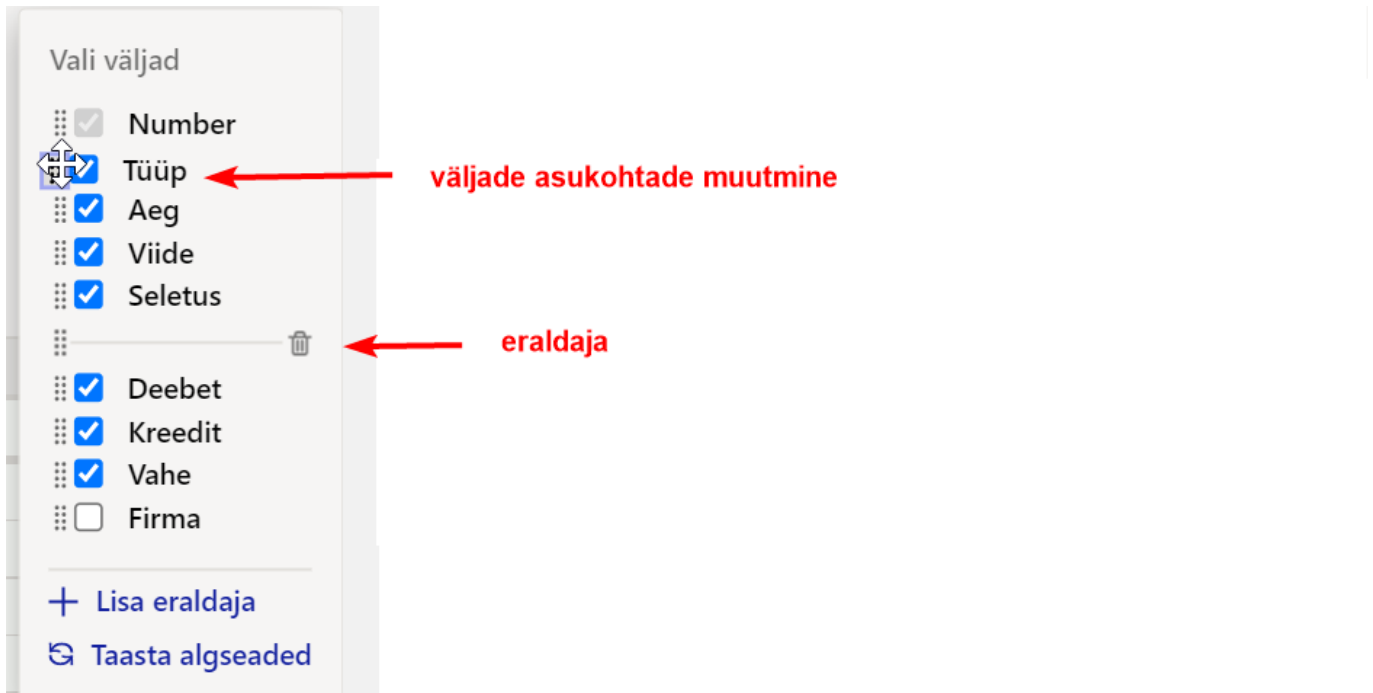 Vali väljad
Number
Tüüp
väljade asukohtade muutmine
Aeg
Viide
Seletus
eraldaja
Deebet
Kreedit
Vahe
Firma
Lisa eraldaja
Taasta algseaded